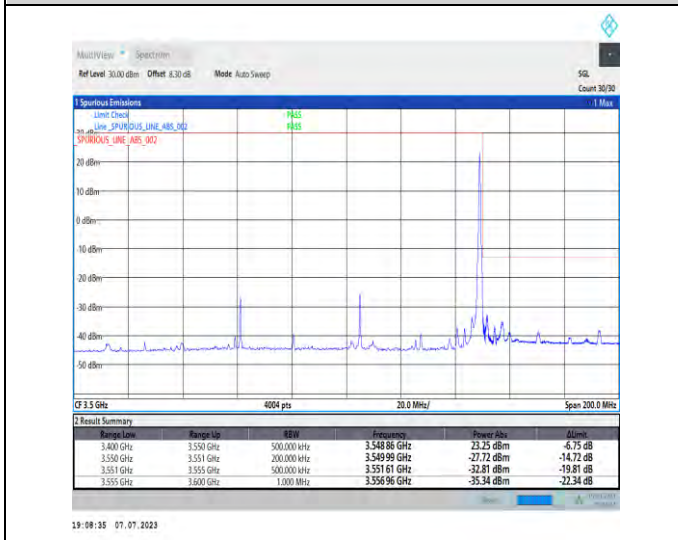 MultiView Spectrum
Ref Level 30.00 dBm Offset 8.30 dB Mode Auto Sweep SGL
Count 30/30
1 Spurious Emissions 1 Max
Limit Check PASS
Line _SPURIOUS_LINE_ABS_002 PASS
_SPURIOUS_LINE_ABS_002
20 dBm
10 dBm
0 dBm
-10 dBm
-20 dBm
-30 dBm
-40 dBm
-50 dBm
CF 3.5 GHz 4004 pts 20.0 MHz/ Span 200.0 MHz
2 Result Summary
Range Low Range Up RBW Frequency Power Abs ΔLimit
3.400 GHz 3.550 GHz 500.000 kHz 3.548 86 GHz 23.25 dBm -6.75 dB
3.550 GHz 3.551 GHz 200.000 kHz 3.549 99 GHz -27.72 dBm -14.72 dB
3.551 GHz 3.555 GHz 500.000 kHz 3.551 61 GHz -32.81 dBm -19.81 dB
3.555 GHz 3.600 GHz 1.000 MHz 3.556 96 GHz -35.34 dBm -22.34 dB
19:08:35 07.07.2023